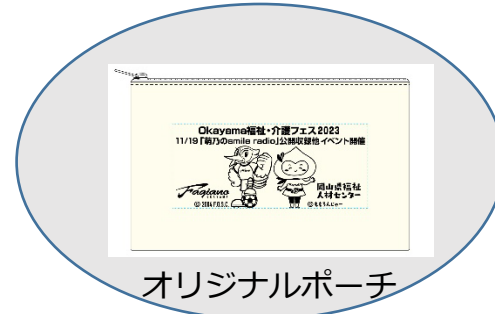 Okayama福祉・介護フェス2023
11/19「萌乃のsmile radio」公開収録他 イベント開催
Fagiano
OKAYAMA
© 2004 F.O.S.C.
岡山県福祉
人材センター
オリジナルポーチ